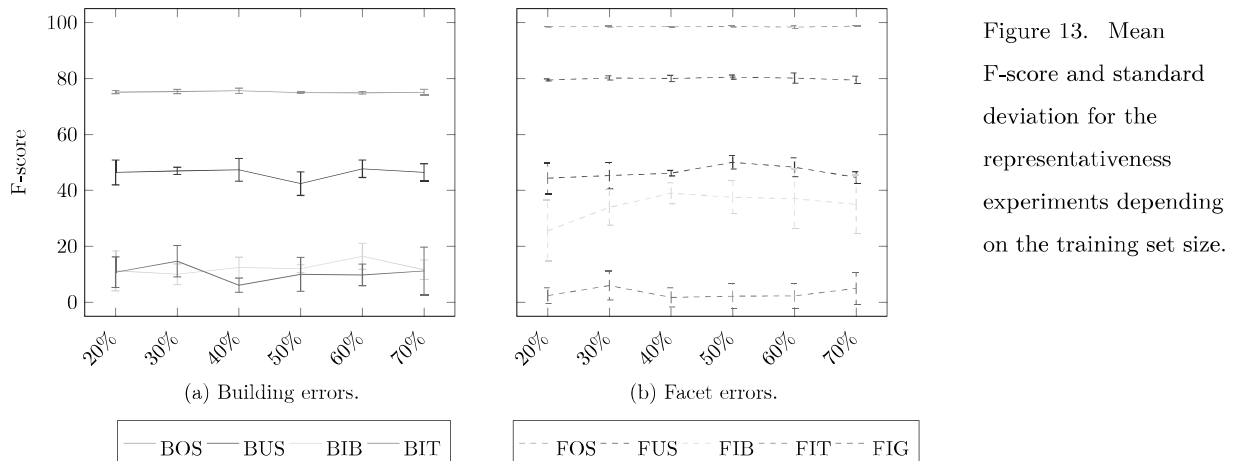 100
80
60
40
20
0
F-score
20% 30% 40% 50% 60% 70%
20% 30% 40% 50% 60% 70%
(a) Building errors.
(b) Facet errors.
BOS BUS BIB BIT
FOS FUS FIB FIT FIG
Figure 13. Mean
F-score and standard
deviation for the
representativeness
experiments depending
on the training set size.